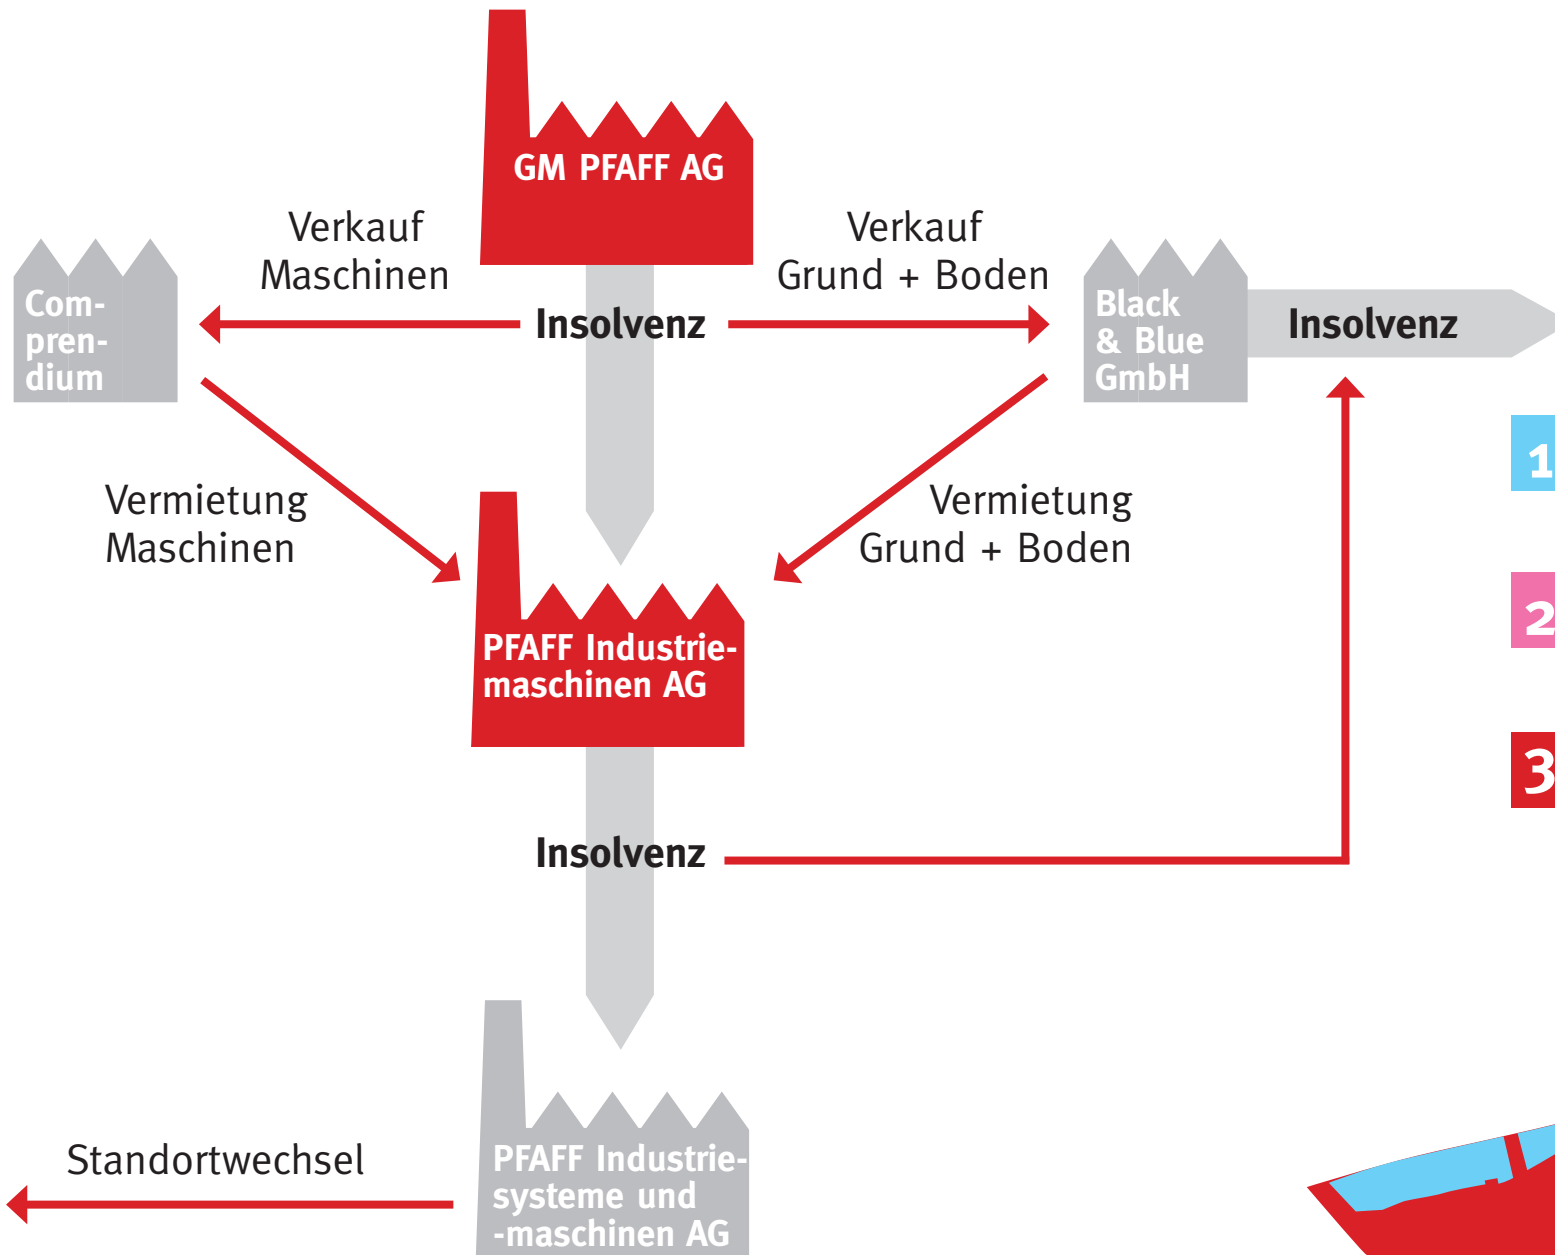 GM PFAFF AG
Verkauf
Maschinen
Verkauf
Grund + Boden
Com-
pren-
dium
Insolvenz
Black
& Blue
GmbH
Insolvenz
Vermietung
Maschinen
Vermietung
Grund + Boden
1
2
3
PFAFF Industrie-
maschinen AG
Insolvenz
Standortwechsel
PFAFF Industrie-
systeme und
-maschinen AG